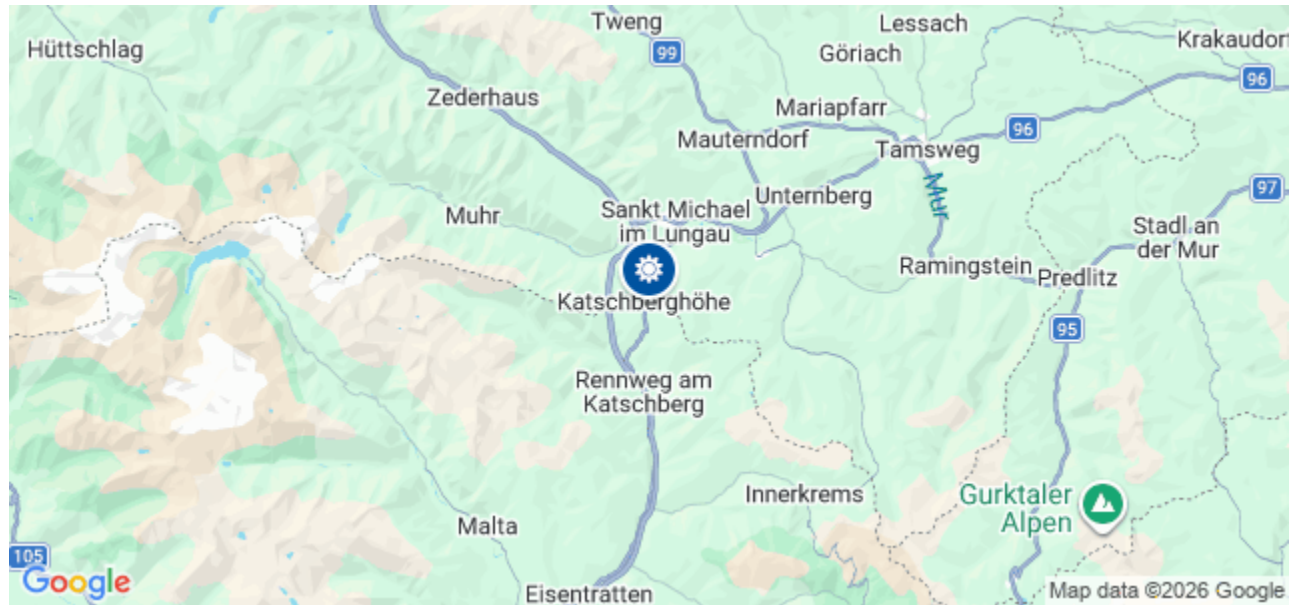 Tweng
Lessach
Hüttschlag
99
Göriach
Krakaudorf
96
Zederhaus
Mariapfarr
96
Mauterndorf
Tamsweg
Mur
97
Unternberg
Muhr
Sankt Michael
im Lungau
Stadl an
der Mur
Ramingstein
Predlitz
Katschberghöhe
95
Rennweg am
Katschberg
Innerkrems
Gurktaler
Alpen
Malta
105
Google
Eisentratten
Map data ©2026 Google